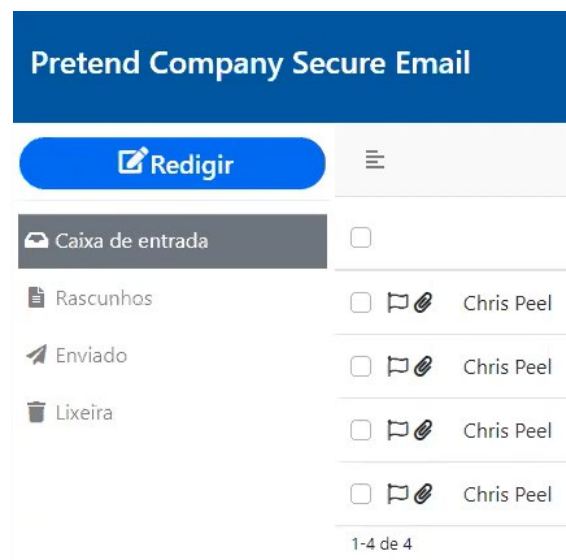 Pretend Company Secure Email
Redigir
Caixa de entrada
Rascunhos
Enviado
Lixeira
Chris Peel
Chris Peel
Chris Peel
Chris Peel
1-4 de 4